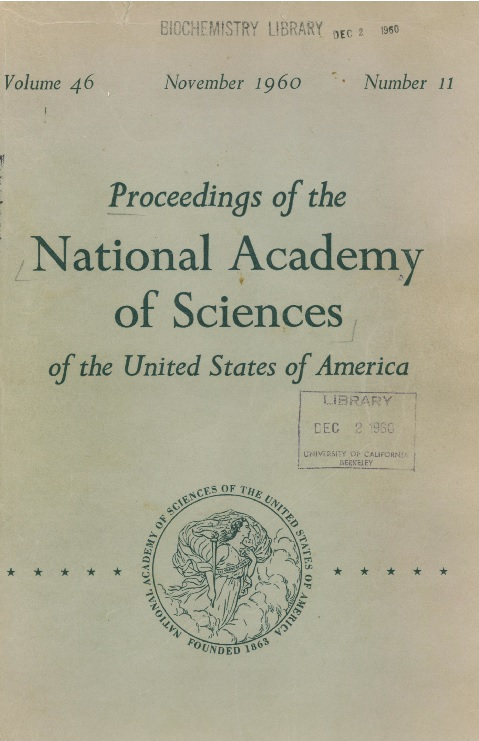 BIOCHEMISTRY LIBRARY DEC 2 1960
Volume 46 November 1960 Number 11
Proceedings of the
National Academy
of Sciences
of the United States of America
LIBRARY
DEC 2 1960
UNIVERSITY OF CALIFORNIA
BERKELEY
NATIONAL ACADEMY OF SCIENCES OF THE UNITED STATES OF AMERICA
FOUNDED 1863